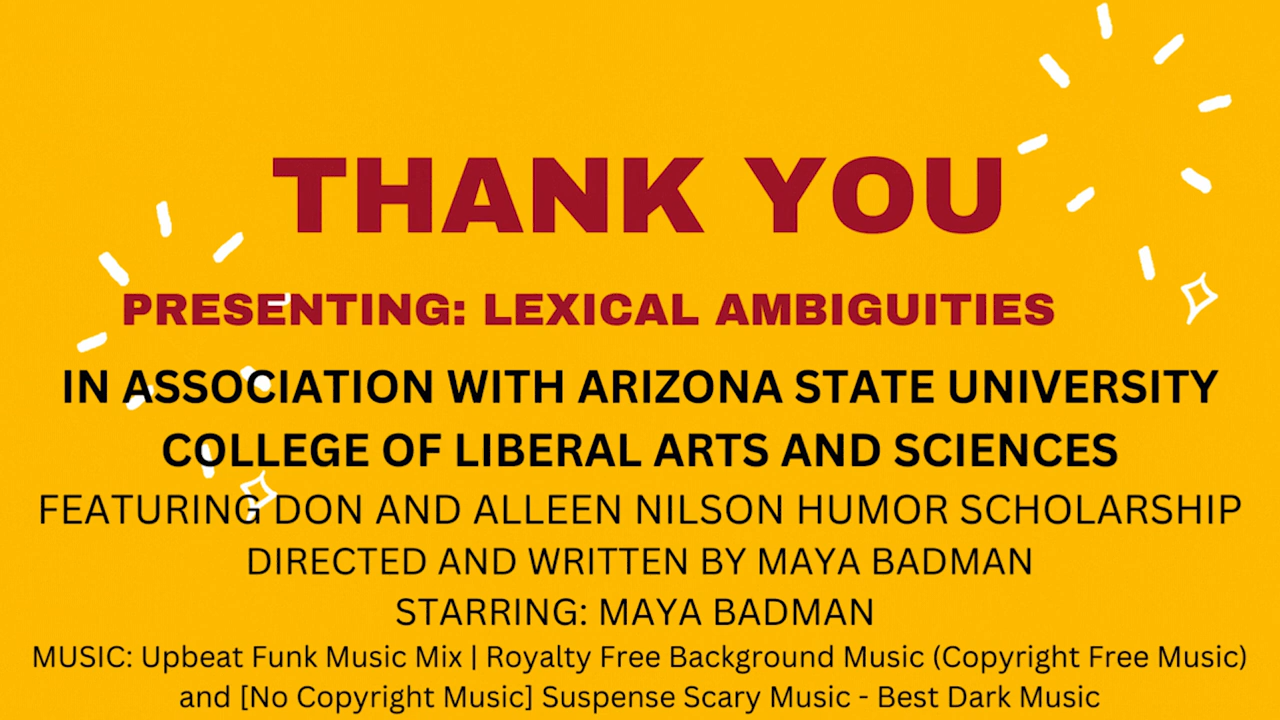 THANK YOU
PRESENTING: LEXICAL AMBIGUITIES
IN ASSOCIATION WITH ARIZONA STATE UNIVERSITY
COLLEGE OF LIBERAL ARTS AND SCIENCES
FEATURING DON AND ALLEEN NILSON HUMOR SCHOLARSHIP
DIRECTED AND WRITTEN BY MAYA BADMAN
STARRING: MAYA BADMAN
MUSIC: Upbeat Funk Music Mix | Royalty Free Background Music (Copyright Free Music)
and [No Copyright Music] Suspense Scary Music - Best Dark Music